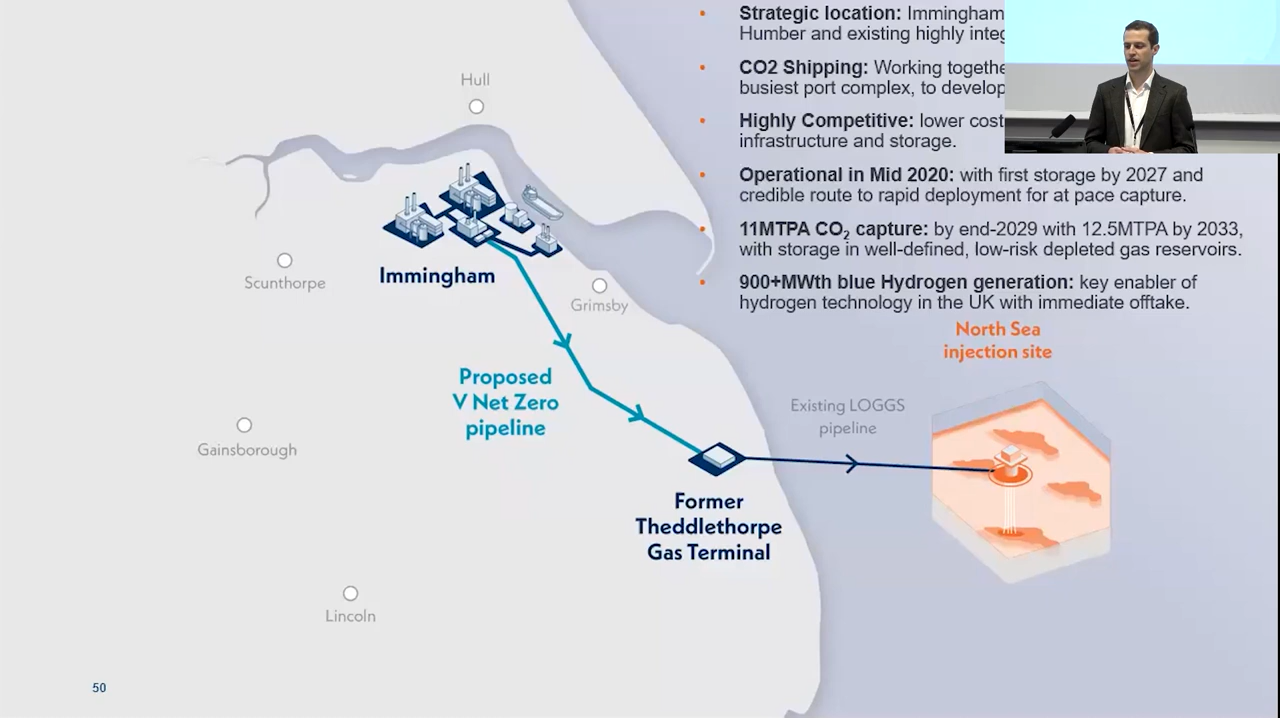 • Strategic location: Immingham
Humber and existing highly
• CO2 Shipping: Working
busiest port complex, to develop
• Highly Competitive: lower cost
infrastructure and storage.
• Operational in Mid 2020: with first storage by 2027 and
credible route to rapid deployment for at pace capture.
• 11MTPA CO₂ capture: by end-2029 with 12.5MTPA by 2033,
with storage in well-defined, low-risk depleted gas reservoirs.
• 900+MWth blue Hydrogen generation: key enabler of
hydrogen technology in the UK with immediate offtake.
Hull
Scunthorpe
Immingham
Grimsby
North Sea
injection site
Proposed
V Net Zero
pipeline
Existing LOGGS
pipeline
Gainsborough
Former
Theddlethorpe
Gas Terminal
Lincoln
50